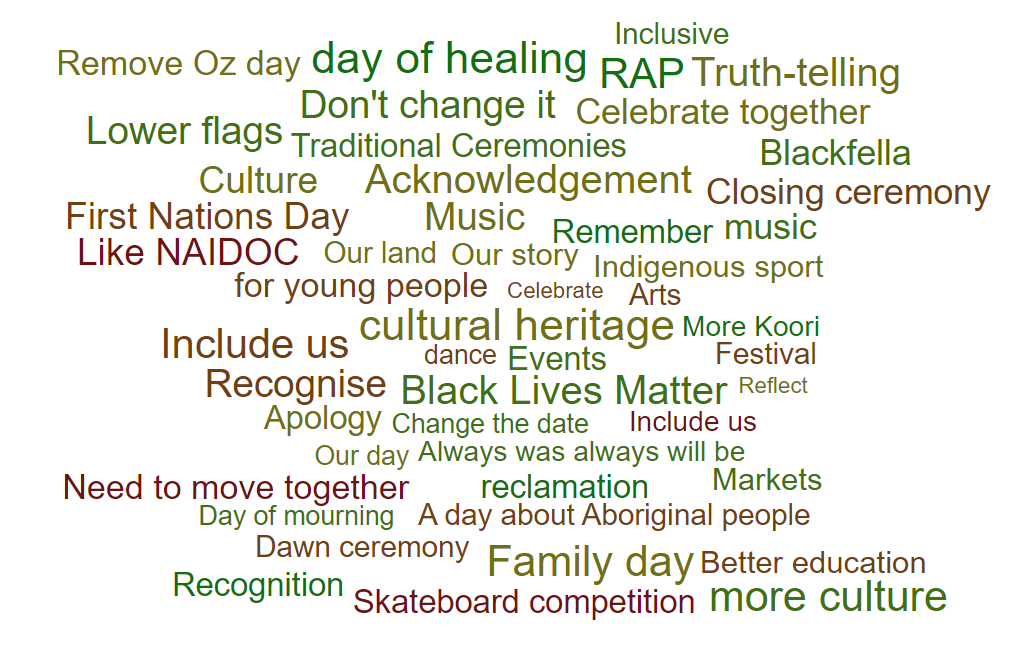 Inclusive
Remove Oz day
day of healing
RAP
Truth-telling
Don't change it
Celebrate together
Lower flags
Traditional Ceremonies
Blackfella
Culture
Acknowledgement
Closing ceremony
First Nations Day
Music
Remember
music
Like NAIDOC
Our land
Our story
Indigenous sport
for young people
Celebrate
Arts
cultural heritage
More Koori
Include us
dance
Events
Festival
Recognise
Black Lives Matter
Reflect
Apology
Change the date
Include us
Our day
Always was always will be
Need to move together
reclamation
Markets
Day of mourning
A day about Aboriginal people
Dawn ceremony
Family day
Better education
Recognition
Skateboard competition
more culture